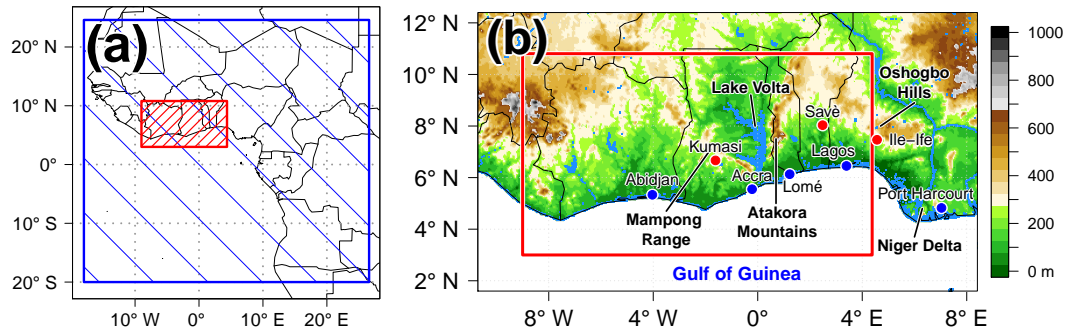 (a)
20° N
10° N
0°
10° S
20° S
10° W
0°
10° E
20° E
(b)
12° N
10° N
8° N
6° N
4° N
2° N
8° W
4° W
0°
4° E
8° E
Oshogbo
Hills
Lake Volta
Savè
Ile−Ife
Kumasi
Lagos
Abidjan
Accra
Lomé
Port Harcourt
Mampong
Range
Atakora
Mountains
Niger Delta
Gulf of Guinea
1000
800
600
400
200
0 m